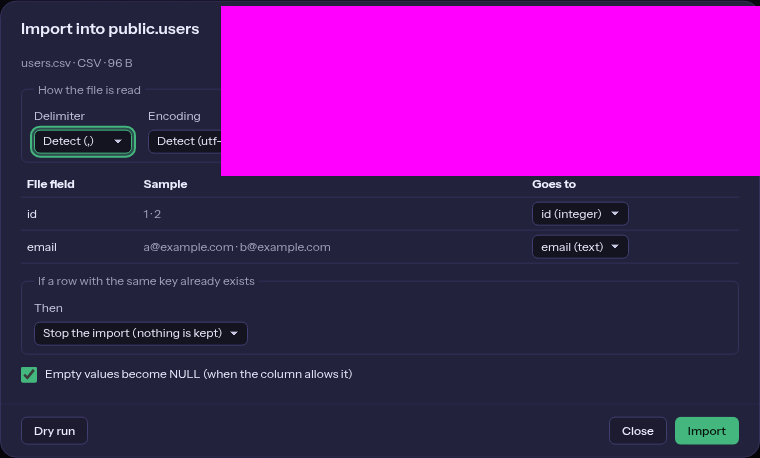 Import into public.users
users.csv · CSV · 96 B
How the file is read
Delimiter Encoding
Detect (,) Detect (utf-
File field Sample Goes to
id 1 · 2 id (integer)
email a@example.com · b@example.com email (text)
If a row with the same key already exists
Then
Stop the import (nothing is kept)
Empty values become NULL (when the column allows it)
Dry run Close Import